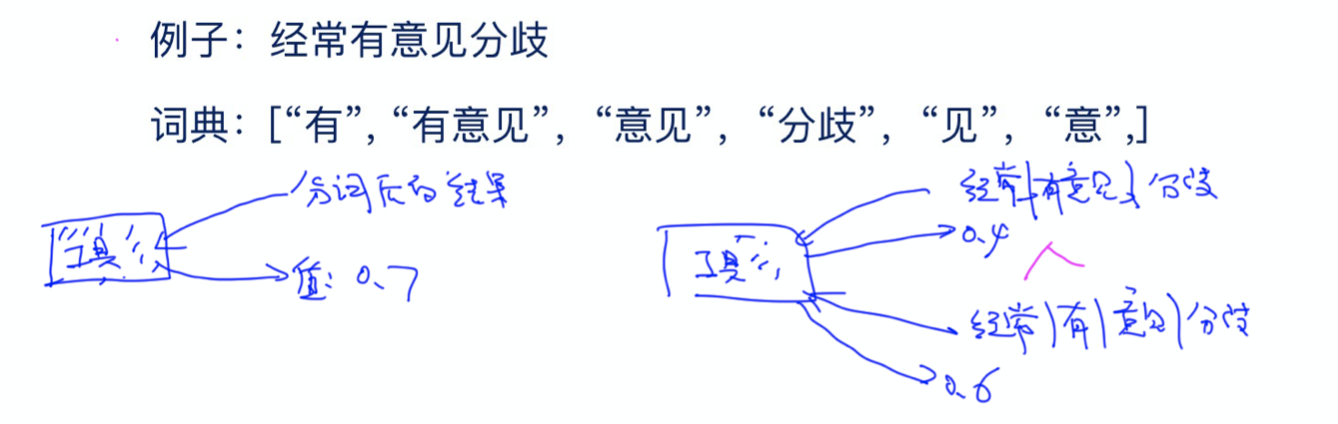 例子：经常有意见分歧
词典：[“有”, “有意见”, “意见”, “分歧”, “见”, “意”,]
分词后的结果
工具
值：0.7
经常|有意见|分歧
工具
0.4
经常|有|意见|分歧
0.6